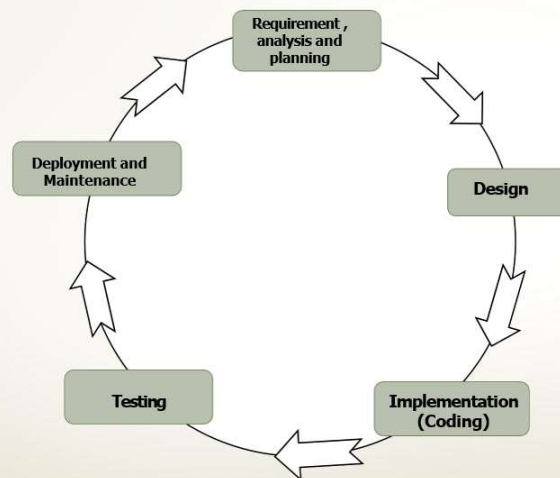 Requirement ,
analysis and
planning
Design
Implementation
(Coding)
Testing
Deployment and
Maintenance